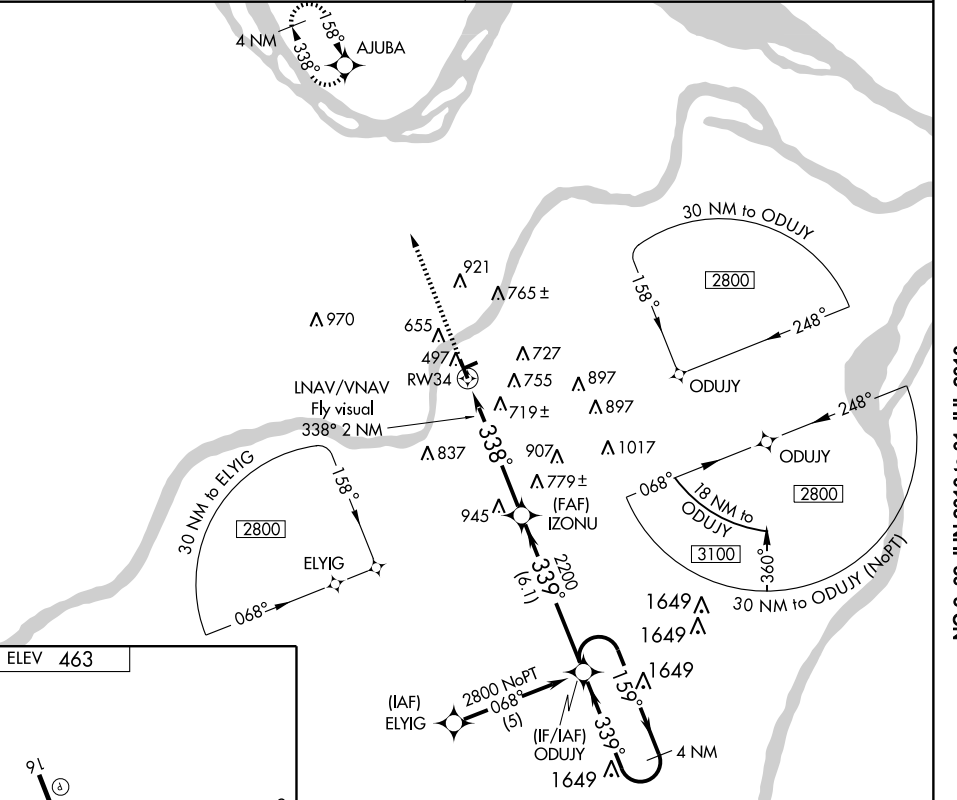 4 NM
158°
338°
AJUBA
30 NM to ODUJY
2800
158°
248°
ODUJY
921
765 ±
970
655
497
727
RW34
755
897
719 ±
897
LNAV/VNAV
Fly visual
338° 2 NM
338°
837
907
1017
779 ±
945
(FAF)
IZONU
248°
ODUJY
068°
18 NM to
ODUJY
2800
3100
360°
30 NM to ODUJY (NoPT)
30 NM to ELYIG
158°
2800
ELYIG
068°
2200
339°
(6.1)
1649
1649
1649
ELEV 463
2800 NoPT
068°
(5)
(IAF)
ELYIG
(IF/IAF)
ODUJY
159°
339°
4 NM
1649
16
P